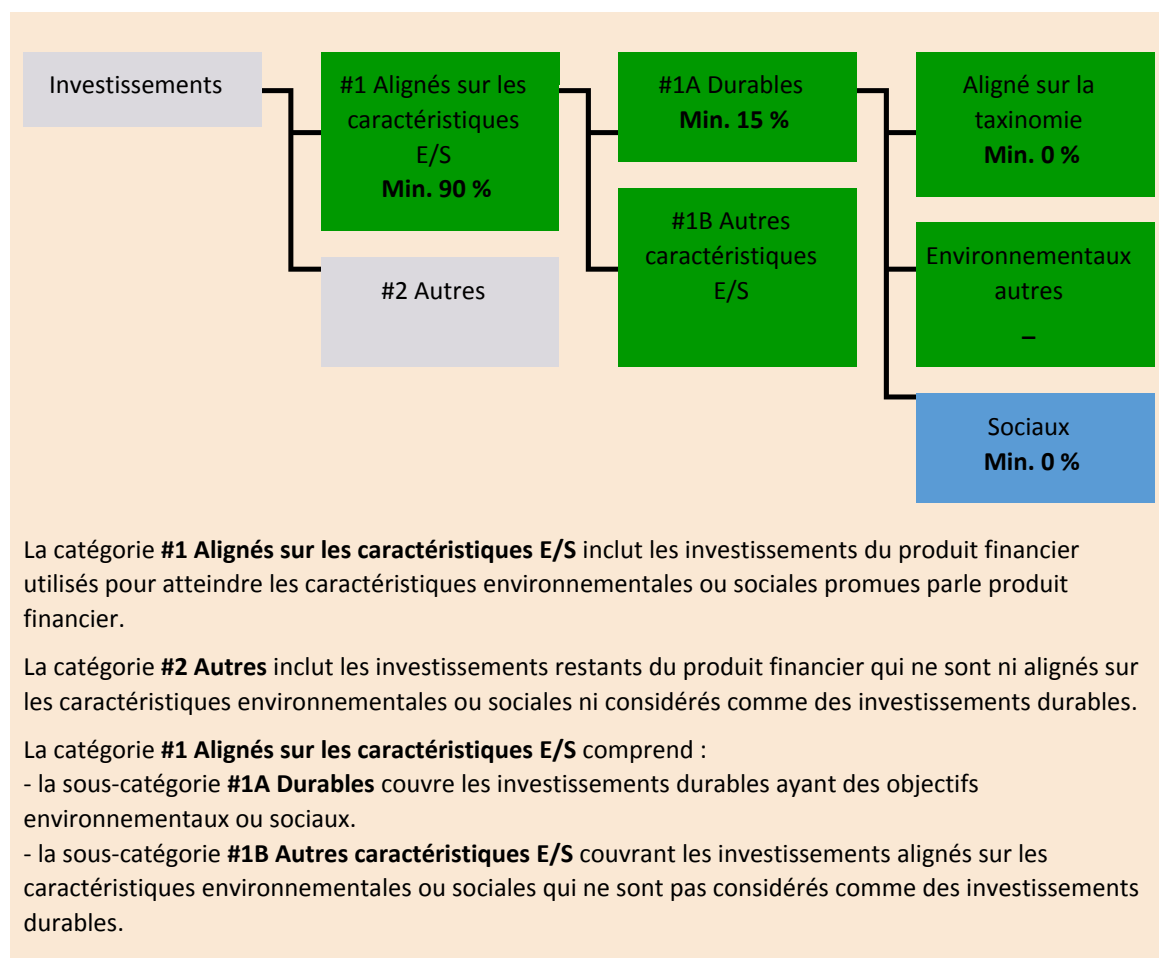 Investissements
#1 Alignés sur les
caractéristiques
E/S
Min. 90 %
#2 Autres
#1A Durables
Min. 15 %
#1B Autres
caractéristiques
E/S
Aligné sur la
taxinomie
Min. 0 %
Environnementaux
autres
–
Sociaux
Min. 0 %
La catégorie #1 Alignés sur les caractéristiques E/S inclut les investissements du produit financier
utilisés pour atteindre les caractéristiques environnementales ou sociales promues parle produit
financier.
La catégorie #2 Autres inclut les investissements restants du produit financier qui ne sont ni alignés sur
les caractéristiques environnementales ou sociales ni considérés comme des investissements durables.
La catégorie #1 Alignés sur les caractéristiques E/S comprend :
- la sous-catégorie #1A Durables couvre les investissements durables ayant des objectifs
environnementaux ou sociaux.
- la sous-catégorie #1B Autres caractéristiques E/S couvrant les investissements alignés sur les
caractéristiques environnementales ou sociales qui ne sont pas considérés comme des investissements
durables.